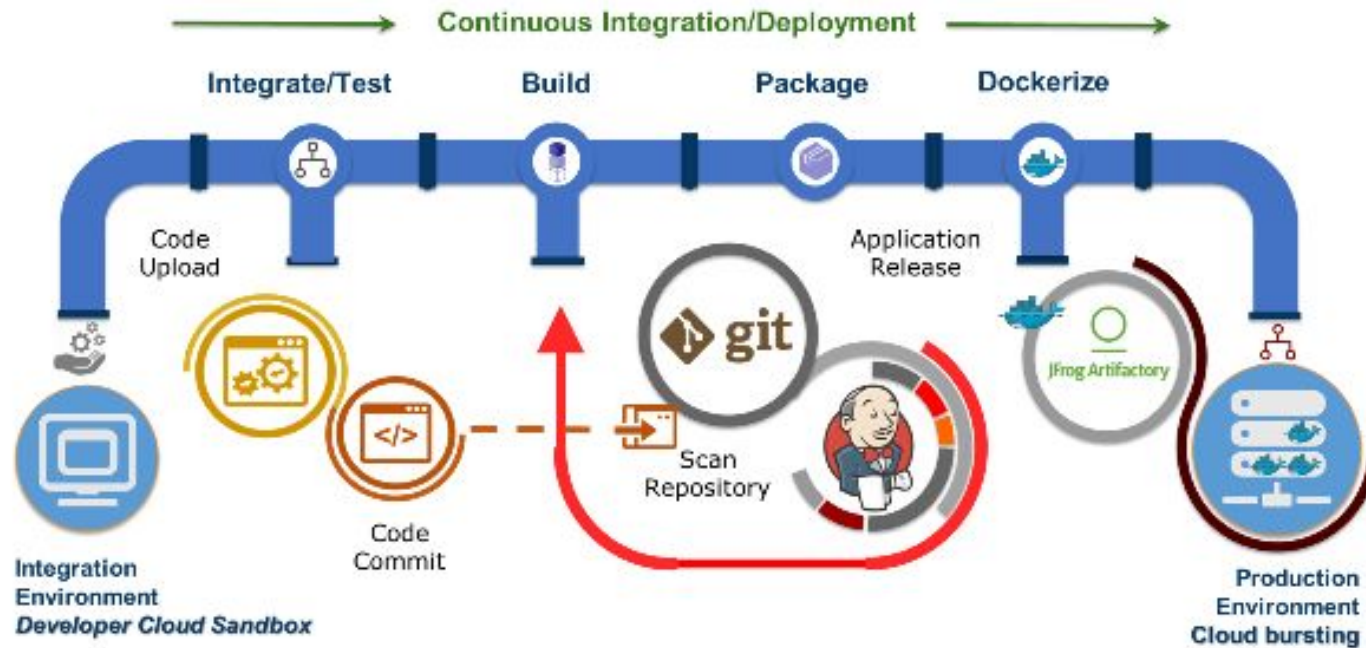 Continuous Integration/Deployment
Integrate/Test
Build
Package
Dockerize
Code
Upload
Application
Release
git
JFrog Artifactory
</>
Scan
Repository
Code
Commit
Integration
Environment
Developer Cloud Sandbox
Production
Environment
Cloud bursting